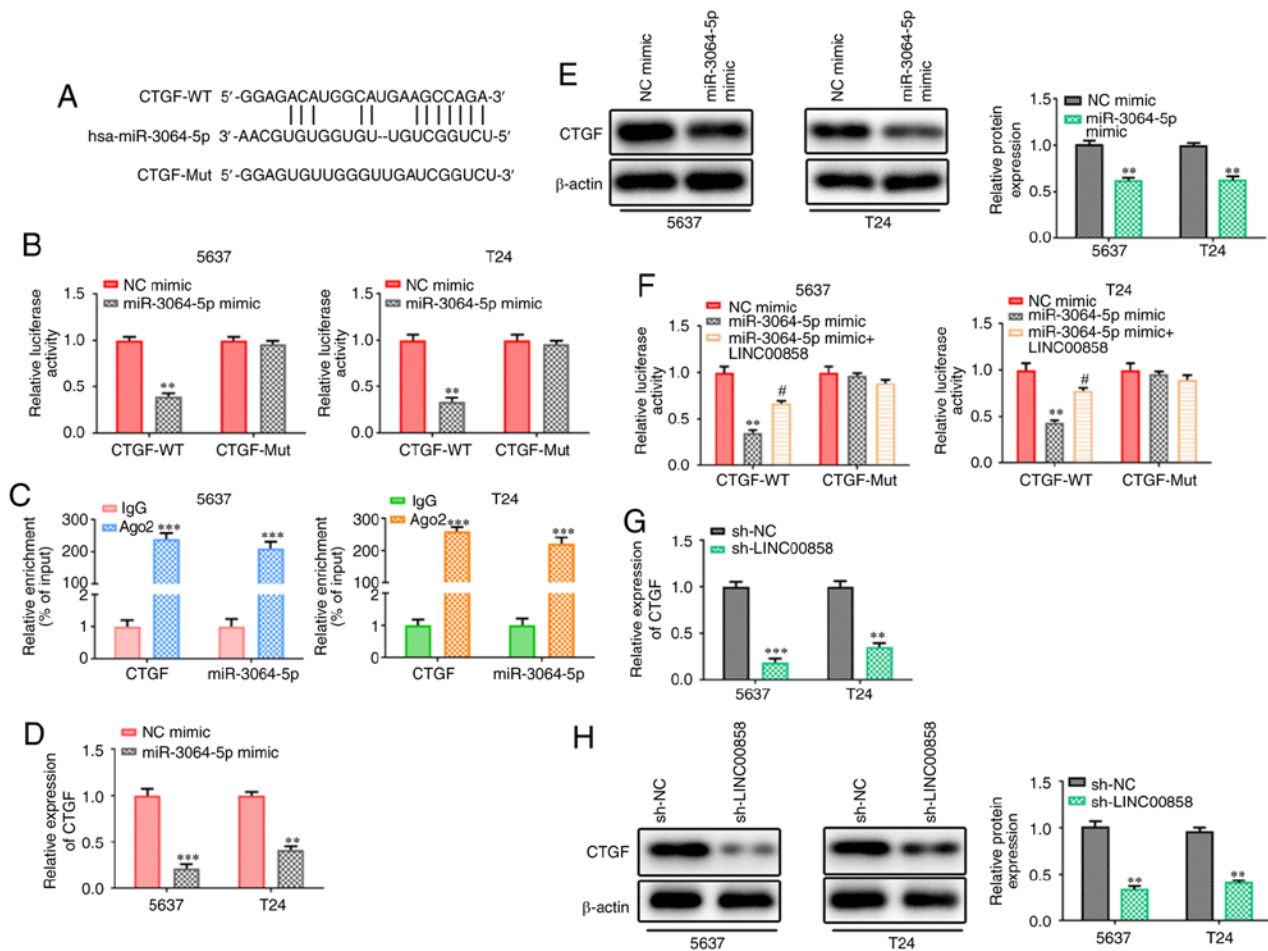 A
CTGF-WT 5′-GGAGACAUGGCAUGAAGCCAGA-3′
hsa-miR-3064-5p 3′-AACGUGUGGUGU--UGUCGGUCU-5′
CTGF-Mut 5′-GGAGUGUUGGGUUGAUCGGUCU-3′
B
5637
NC mimic
miR-3064-5p mimic
Relative luciferase
activity
1.5
1.0
0.5
0.0
**
CTGF-WT CTGF-Mut
T24
NC mimic
miR-3064-5p mimic
Relative luciferase
activity
1.5
1.0
0.5
0.0
**
CTGF-WT CTGF-Mut
C
5637
IgG
Ago2
Relative enrichment
(% of input)
300
200
100
2
1
0
***
***
CTGF miR-3064-5p
T24
IgG
Ago2
Relative enrichment
(% of input)
300
200
100
2
1
0
***
***
CTGF miR-3064-5p
D
NC mimic
miR-3064-5p mimic
Relative expression
of CTGF
1.5
1.0
0.5
0.0
***
**
5637 T24
E
NC mimic
miR-3064-5p
mimic
NC mimic
miR-3064-5p
mimic
CTGF
β-actin
5637
T24
NC mimic
miR-3064-5p
mimic
Relative protein
expression
1.5
1.0
0.5
0.0
**
**
5637 T24
F
5637
NC mimic
miR-3064-5p mimic
miR-3064-5p mimic+
LINC00858
Relative luciferase
activity
1.5
1.0
0.5
0.0
**
#
CTGF-WT CTGF-Mut
T24
NC mimic
miR-3064-5p mimic
miR-3064-5p mimic+
LINC00858
Relative luciferase
activity
1.5
1.0
0.5
0.0
**
#
CTGF-WT CTGF-Mut
G
sh-NC
sh-LINC00858
Relative expression
of CTGF
1.5
1.0
0.5
0.0
***
**
5637 T24
H
sh-NC
sh-LINC00858
sh-NC
sh-LINC00858
CTGF
β-actin
5637
T24
sh-NC
sh-LINC00858
Relative protein
expression
1.5
1.0
0.5
0.0
**
**
5637 T24